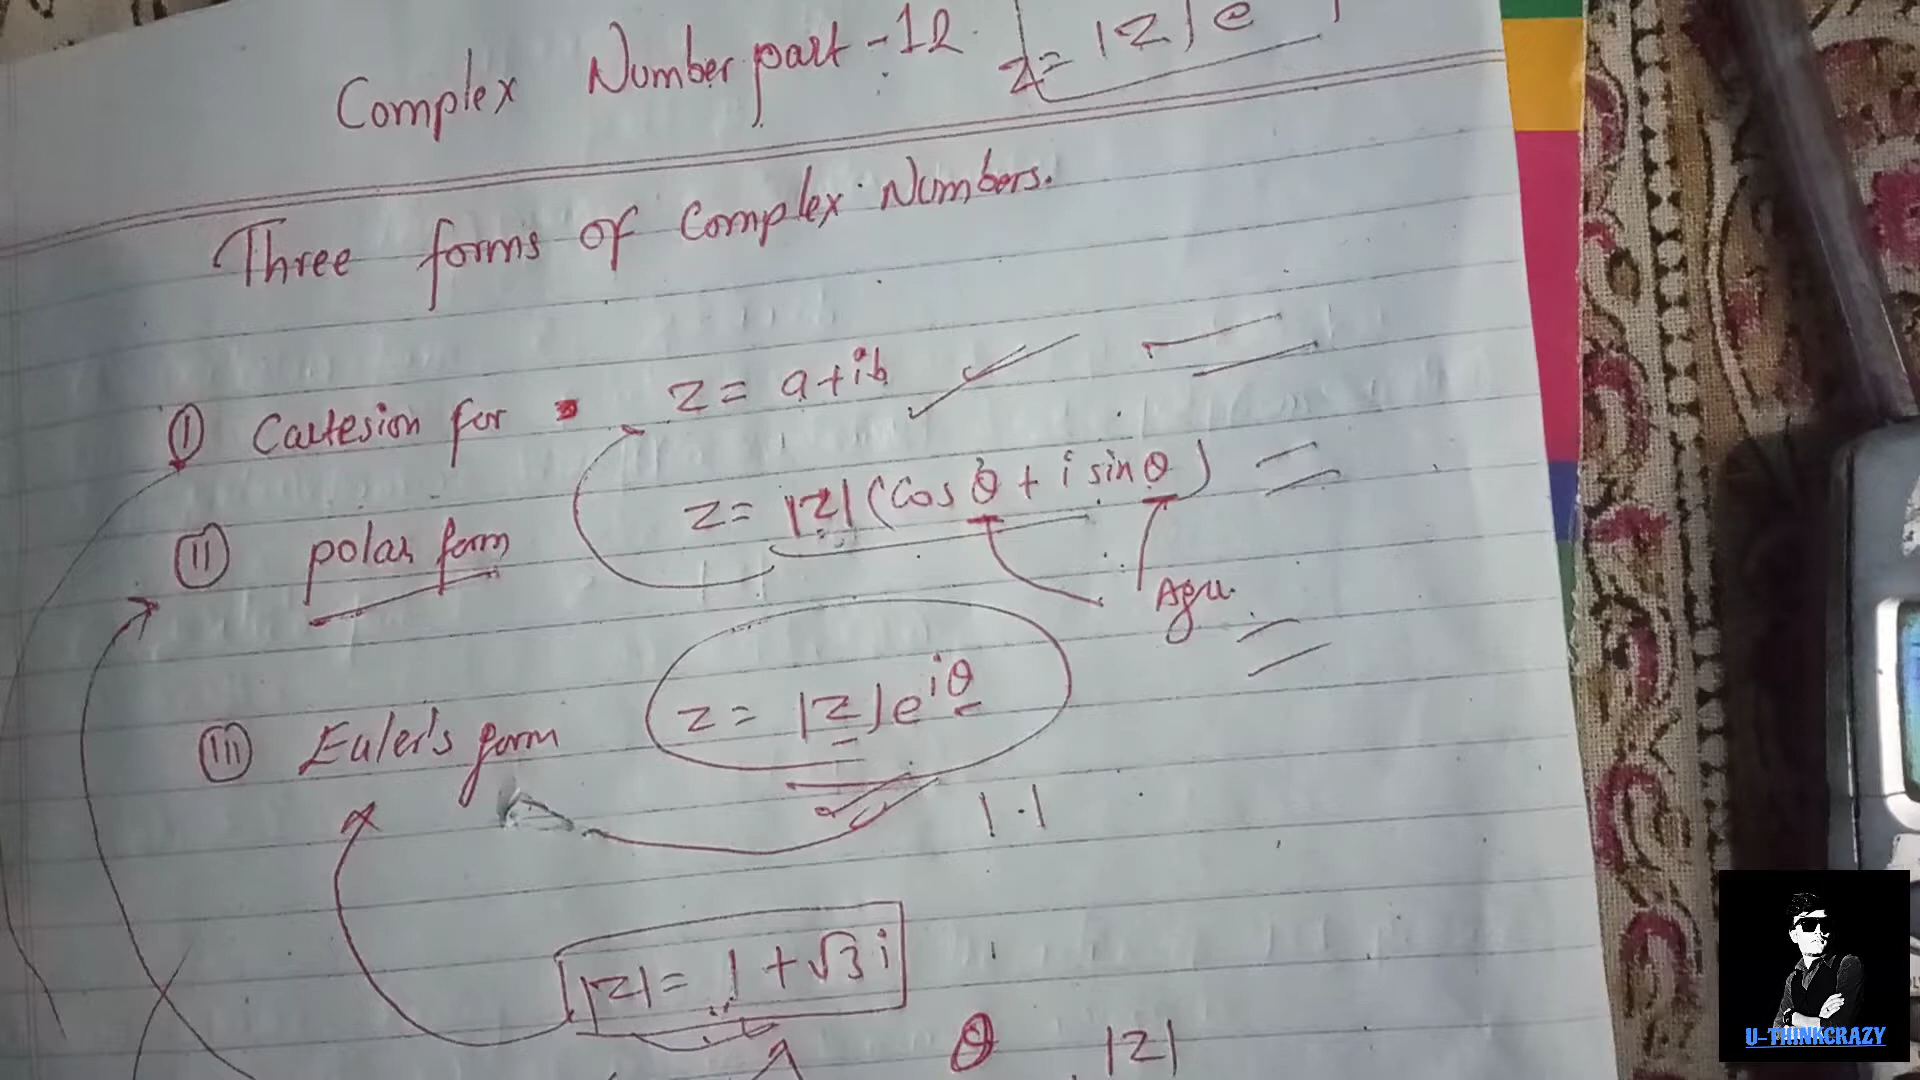 Complex Number part -12
z= |z|e
Three forms of Complex Numbers.
(I) Cartesion for z= a+ib
(II) polar form z= |z|(Cos θ + i sin θ)
Agu.
(III) Euler's form z= |z|e^iθ
|.|
|z|= 1+√3i
θ |z|
U-THINKCRAZY